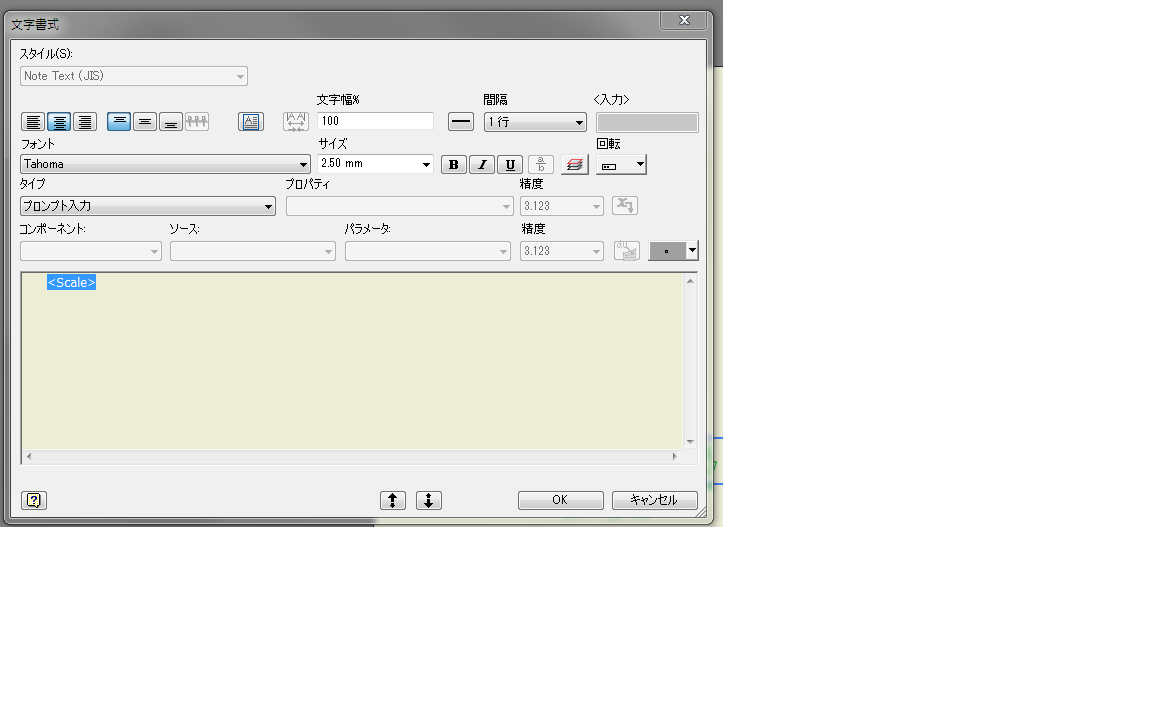 文字書式
スタイル(S):
Note Text (JIS)
文字幅% 間隔 <入力>
100 1 行
フォント サイズ 回転
Tahoma 2.50 mm B I U a/b
タイプ プロパティ 精度
プロンプト入力 3.123
コンポーネント: ソース: パラメータ: 精度
3.123
<Scale>
OK キャンセル